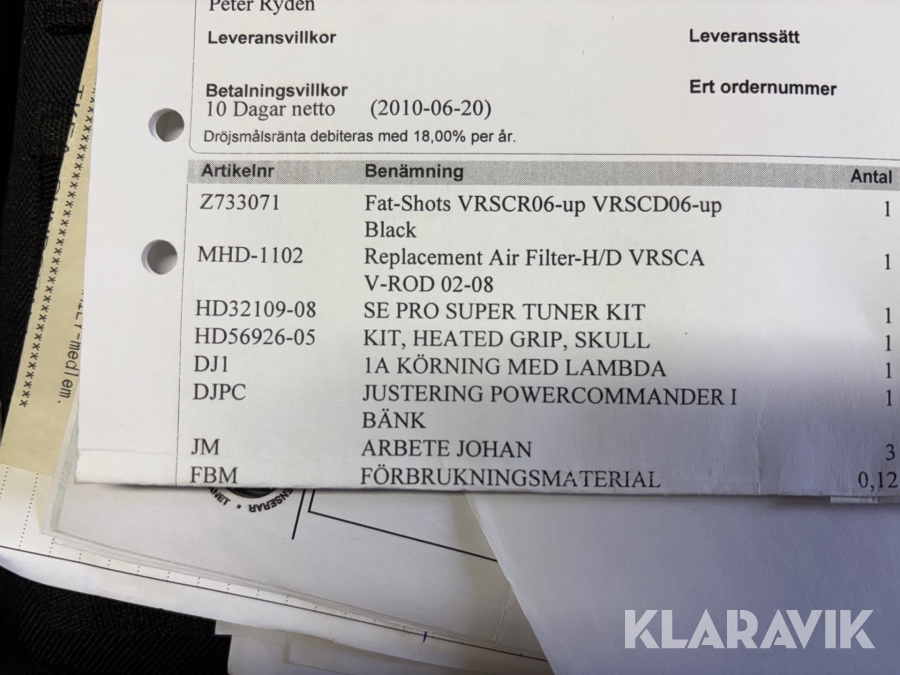 Peter Rydén
Leveransvillkor Leveranssätt
Betalningsvillkor Ert ordernummer
10 Dagar netto (2010-06-20)
Dröjsmålsränta debiteras med 18,00% per år.
Artikelnr Benämning Antal
Z733071 Fat-Shots VRSCR06-up VRSCD06-up 1
Black
MHD-1102 Replacement Air Filter-H/D VRSCA 1
V-ROD 02-08
HD32109-08 SE PRO SUPER TUNER KIT 1
HD56926-05 KIT, HEATED GRIP, SKULL 1
DJ1 1A KÖRNING MED LAMBDA 1
DJPC JUSTERING POWERCOMMANDER I 1
BÄNK
JM ARBETE JOHAN 3
FBM FÖRBRUKNINGSMATERIAL 0,12
-medlem.
KLARAVIK